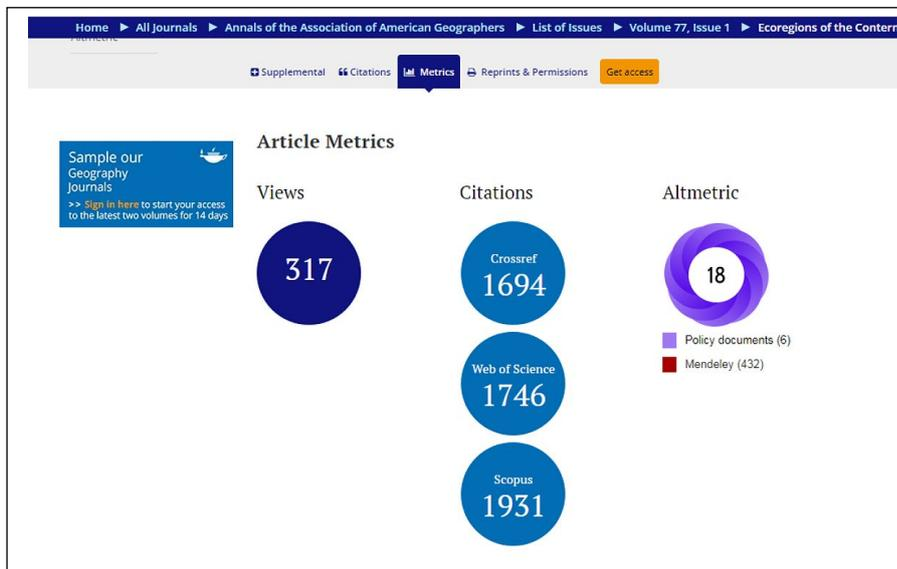 Home ▶ All Journals ▶ Annals of the Association of American Geographers ▶ List of Issues ▶ Volume 77, Issue 1 ▶ Ecoregions of the Conterr
Altmetric
Supplemental Citations Metrics Reprints & Permissions Get access
Article Metrics
Sample our
Geography
Journals
>> Sign in here to start your access
to the latest two volumes for 14 days
Views
317
Citations
Crossref
1694
Web of Science
1746
Scopus
1931
Altmetric
18
Policy documents (6)
Mendeley (432)